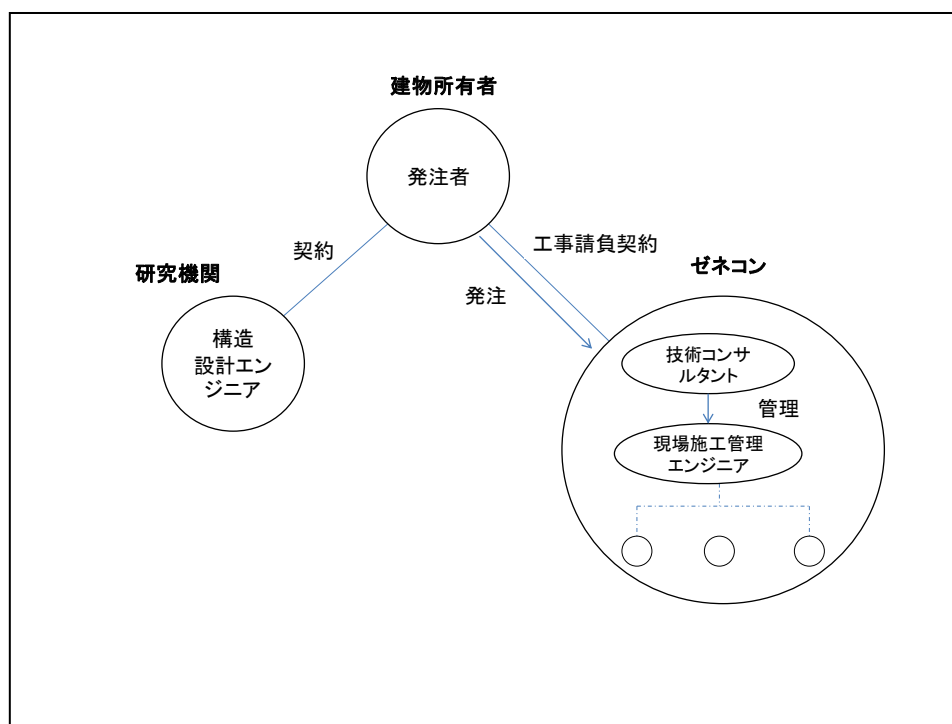 建物所有者
発注者
契約
工事請負契約
発注
研究機関
構造
設計エン
ジニア
ゼネコン
技術コンサ
ルタント
管理
現場施工管理
エンジニア